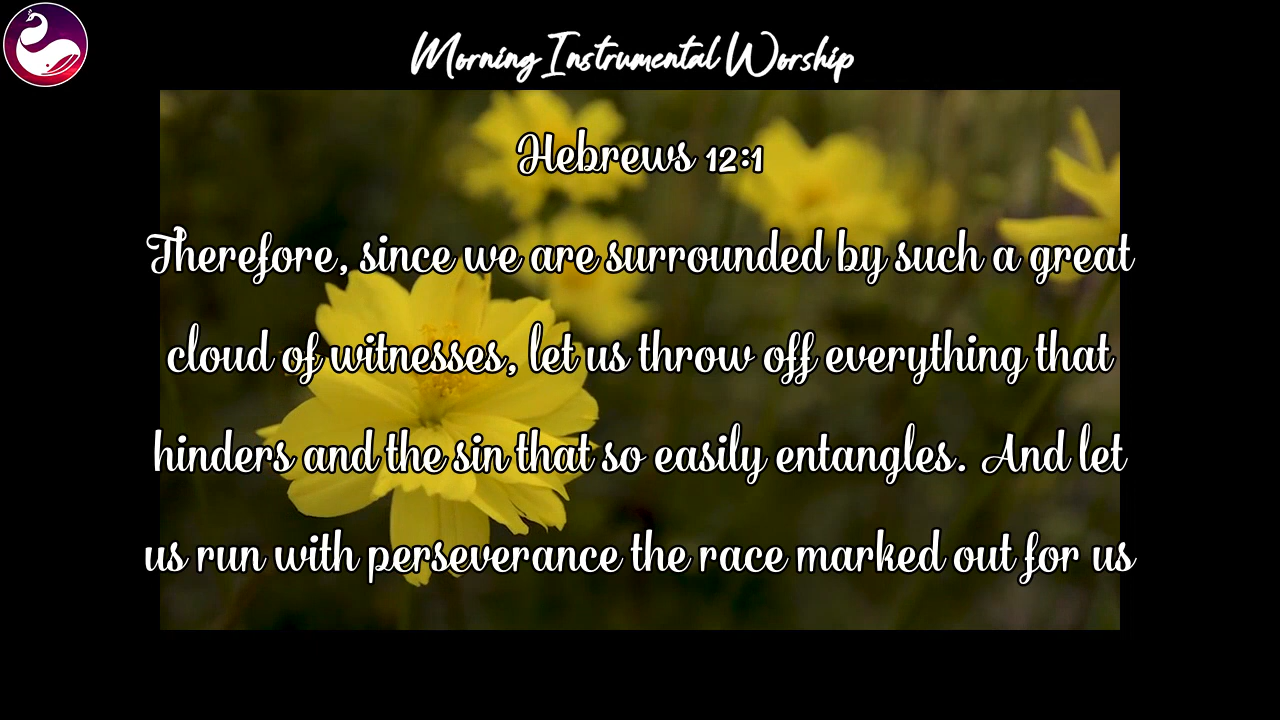 Morning Instrumental Worship
Hebrews 12:1
Therefore, since we are surrounded by such a great
cloud of witnesses, let us throw off everything that
hinders and the sin that so easily entangles. And let
us run with perseverance the race marked out for us